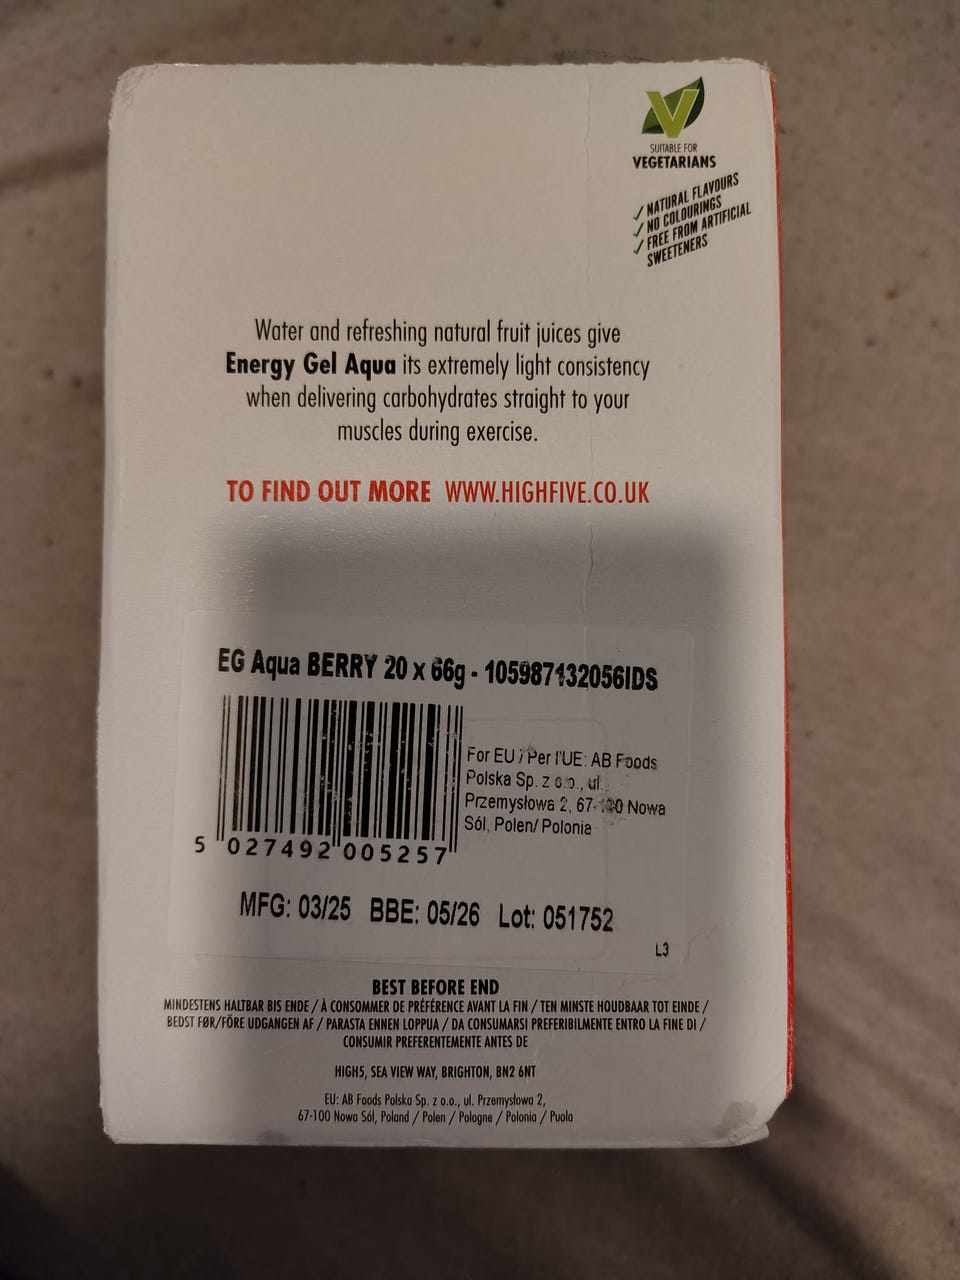 SUITABLE FOR
VEGETARIANS
✓ NATURAL FLAVOURS
✓ NO COLOURINGS
✓ FREE FROM ARTIFICIAL
SWEETENERS
Water and refreshing natural fruit juices give
Energy Gel Aqua its extremely light consistency
when delivering carbohydrates straight to your
muscles during exercise.
TO FIND OUT MORE WWW.HIGHFIVE.CO.UK
EG Aqua BERRY 20 x 66g - 105987132056IDS
For EU / Per l'UE: AB Foods
Polska Sp. z o.o., ul.
Przemysłowa 2, 67-100 Nowa
Sól, Polen/ Polonia
5 027492 005257
MFG: 03/25 BBE: 05/26 Lot: 051752
L3
BEST BEFORE END
MINDESTENS HALTBAR BIS ENDE / À CONSOMMER DE PRÉFÉRENCE AVANT LA FIN / TEN MINSTE HOUDBAAR TOT EINDE /
BEDST FØR/FÖRE UDGANGEN AF / PARASTA ENNEN LOPPUA / DA CONSUMARSI PREFERIBILMENTE ENTRO LA FINE DI /
CONSUMIR PREFERENTEMENTE ANTES DE
HIGH5, SEA VIEW WAY, BRIGHTON, BN2 6NT
EU: AB Foods Polska Sp. z o.o., ul. Przemysłowa 2,
67-100 Nowa Sól, Poland / Polen / Pologne / Polonia / Puola